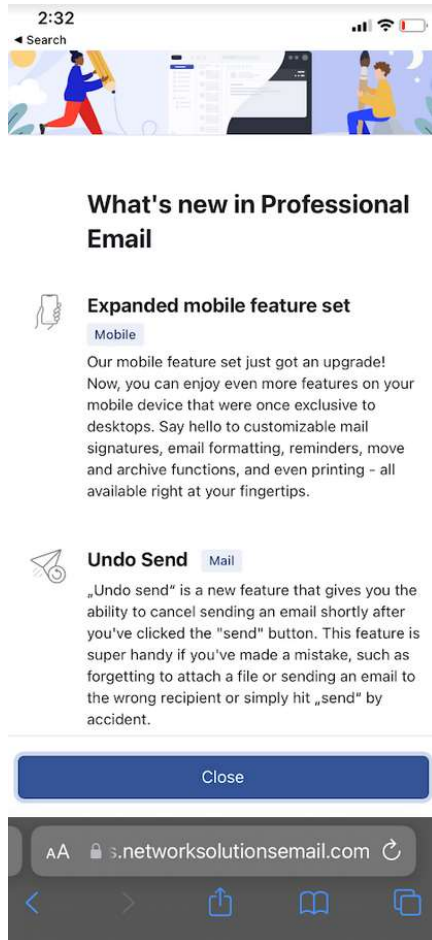 2:32
◀ Search
What's new in Professional
Email
Expanded mobile feature set
Mobile
Our mobile feature set just got an upgrade!
Now, you can enjoy even more features on your
mobile device that were once exclusive to
desktops. Say hello to customizable mail
signatures, email formatting, reminders, move
and archive functions, and even printing – all
available right at your fingertips.
Undo Send Mail
„Undo send“ is a new feature that gives you the
ability to cancel sending an email shortly after
you've clicked the "send" button. This feature is
super handy if you've made a mistake, such as
forgetting to attach a file or sending an email to
the wrong recipient or simply hit „send“ by
accident.
Close
AA s.networksolutionsemail.com